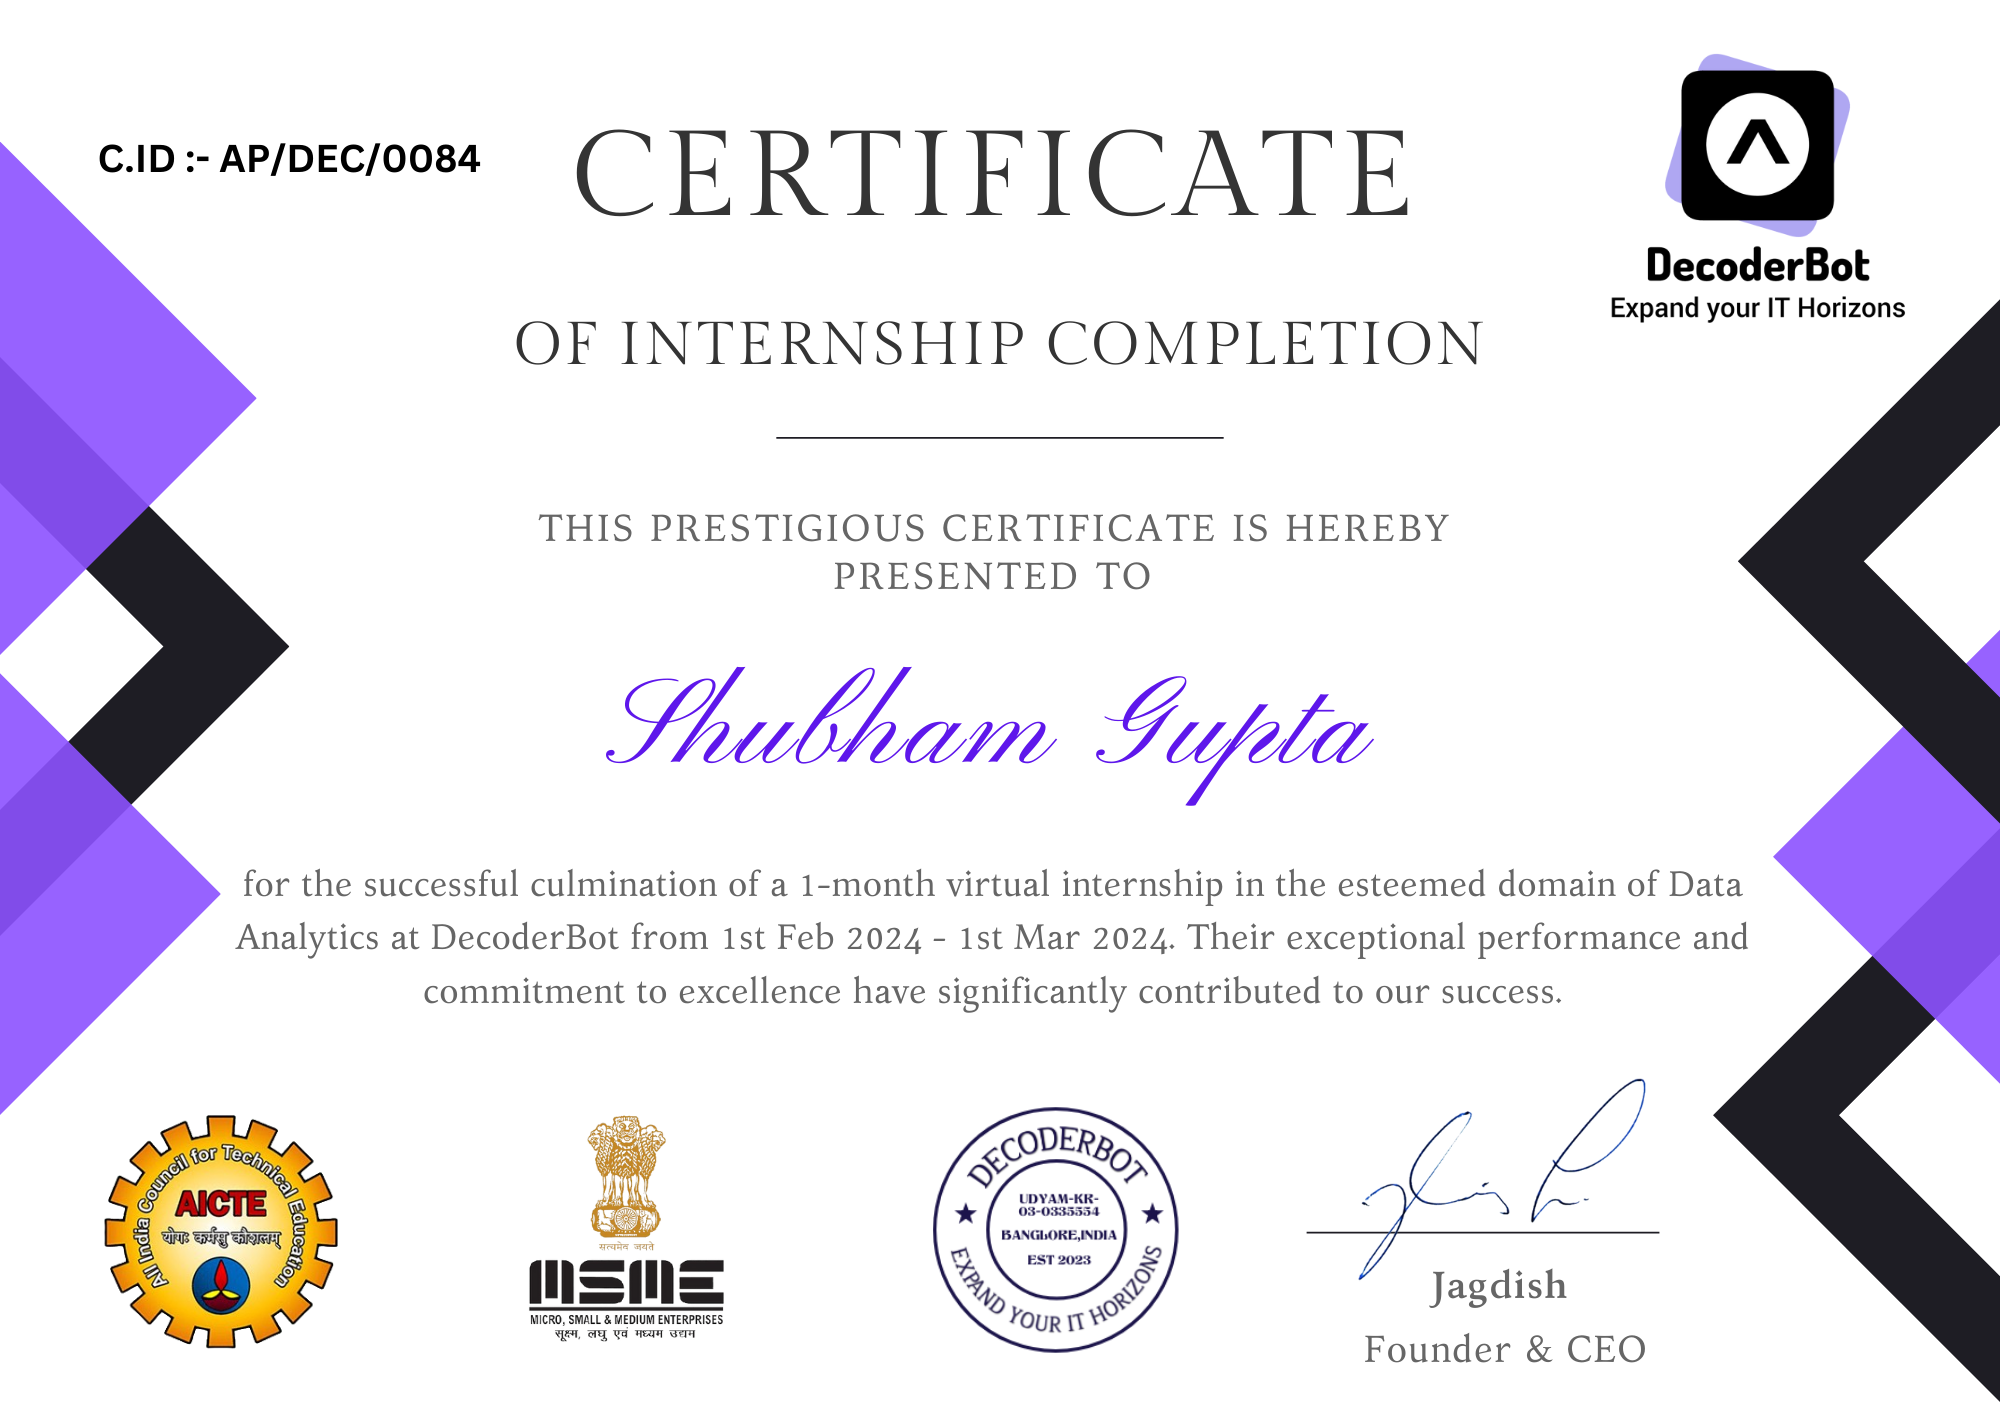 C.ID :- AP/DEC/0084
CERTIFICATE
DecoderBot
Expand your IT Horizons
OF INTERNSHIP COMPLETION
THIS PRESTIGIOUS CERTIFICATE IS HEREBY
PRESENTED TO
Shubham Gupta
for the successful culmination of a 1-month virtual internship in the esteemed domain of Data
Analytics at DecoderBot from 1st Feb 2024 - 1st Mar 2024. Their exceptional performance and
commitment to excellence have significantly contributed to our success.
All India Council for Technical Education
AICTE
योगः कर्मसु कौशलम्
सत्यमेव जयते
MSME
MICRO, SMALL & MEDIUM ENTERPRISES
सूक्ष्म, लघु एवं मध्यम उद्यम
DECODERBOT
UDYAM-KR-
03-0335554
BANGLORE,INDIA
EST 2023
EXPAND YOUR IT HORIZONS
Jagdish
Founder & CEO